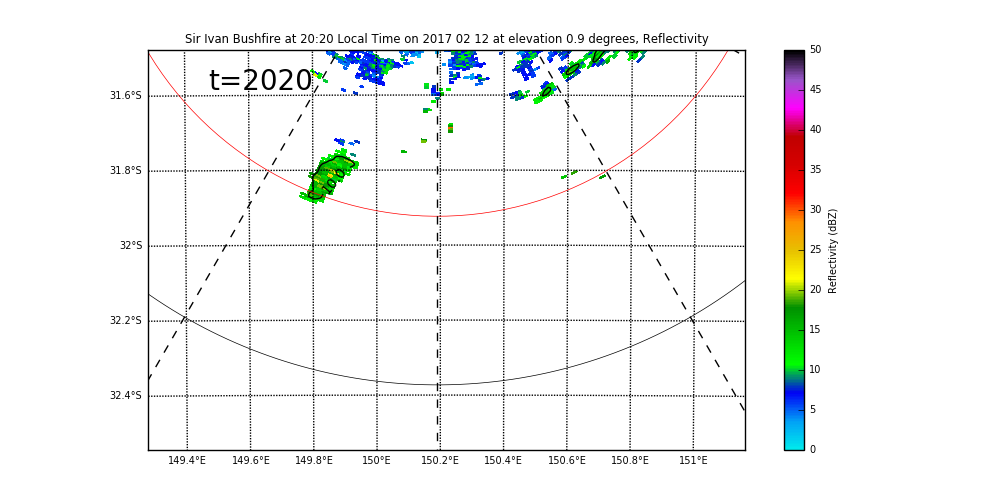 Sir Ivan Bushfire at 20:20 Local Time on 2017 02 12 at elevation 0.9 degrees, Reflectivity
t=2020
31.6°S
31.8°S
32°S
32.2°S
32.4°S
149.4°E 149.6°E 149.8°E 150°E 150.2°E 150.4°E 150.6°E 150.8°E 151°E
50
45
40
35
30
25
20
15
10
5
0
Reflectivity (dBZ)